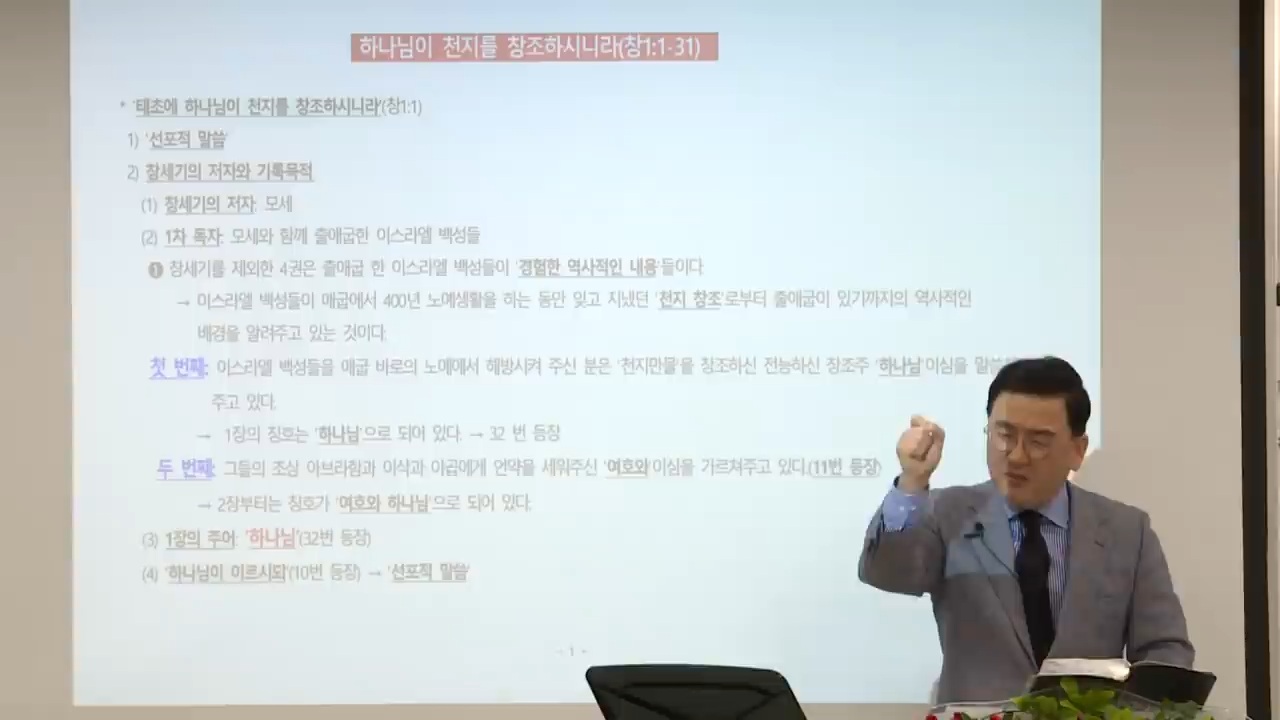 하나님이 천지를 창조하시니라(창1:1-31)
* '태초에 하나님이 천지를 창조하시니라'(창1:1)
1) '선포적 말씀'
2) 창세기의 저자와 기록목적
(1) 창세기의 저자: 모세
(2) 1차 독자: 모세와 함께 출애굽한 이스라엘 백성들
❶ 창세기를 제외한 4권은 출애굽 한 이스라엘 백성들이 '경험한 역사적인 내용'들이다
→ 이스라엘 백성들이 애굽에서 400년 노예생활을 하는 동안 잊고 지냈던 '천지 창조'로부터 출애굽이 있기까지의 역사적인
배경을 알려주고 있는 것이다.
첫 번째: 이스라엘 백성들을 애굽 바로의 노예에서 해방시켜 주신 분은 '천지만물'을 창조하신 전능하신 창조주 '하나님'이심을
주고 있다.
→ 1장의 칭호는 '하나님'으로 되어 있다. → 32 번 등장
두 번째: 그들의 조상 아브라함과 이삭과 야곱에게 언약을 세워주신 '여호와'이심을 가르쳐주고 있다.(11번 등장)
→ 2장부터는 칭호가 '여호와 하나님'으로 되어 있다.
(3) 1장의 주어: '하나님'(32번 등장)
(4) '하나님이 이르시되'(10번 등장) → '선포적 말씀'
- 1 -